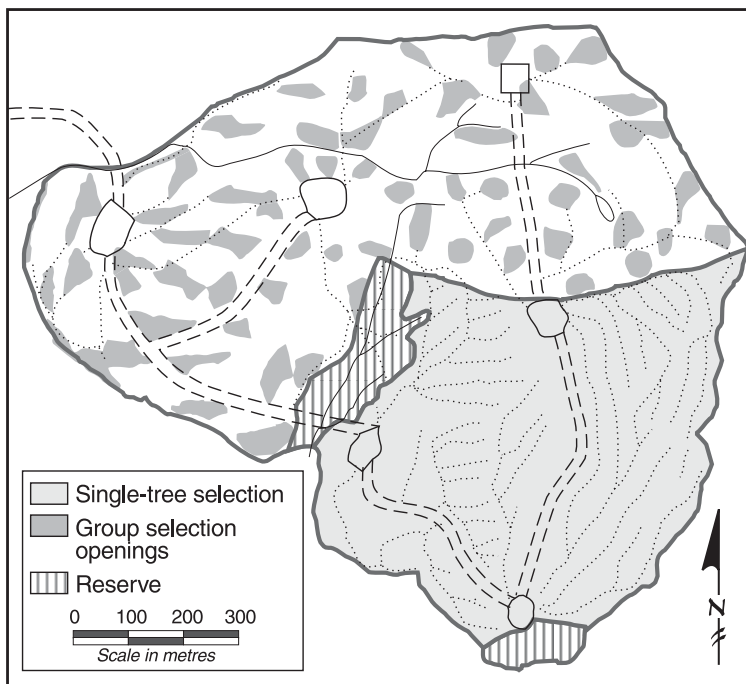 Single-tree selection
Group selection
openings
Reserve
0 100 200 300
Scale in metres
N